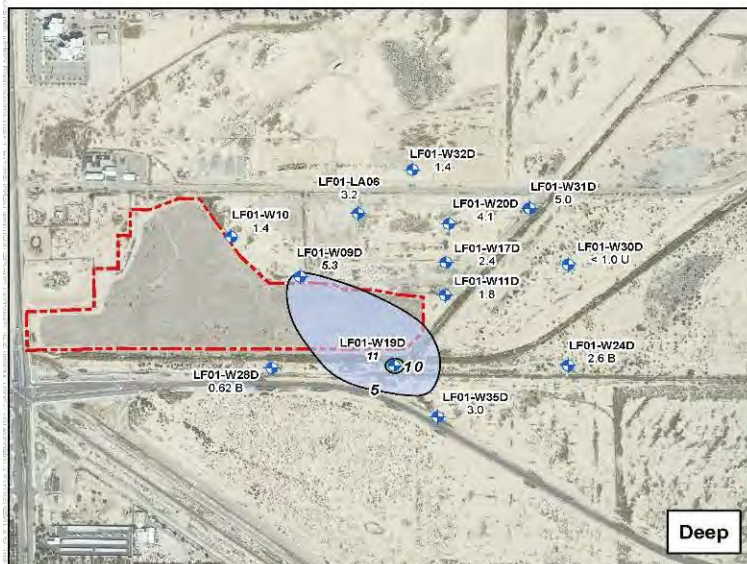 LF01-W32D
1.4
LF01-LA06
3.2
LF01-W20D
4.1
LF01-W31D
5.0
LF01-W10
1.4
LF01-W09D
5.3
LF01-W17D
2.4
LF01-W30D
< 1.0 U
LF01-W11D
1.8
LF01-W19D
11
10
LF01-W24D
2.6 B
LF01-W28D
0.62 B
5
LF01-W35D
3.0
Deep